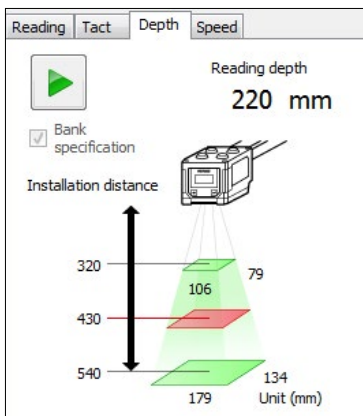 Reading Tact Depth Speed
Reading depth
220 mm
Bank
specification
Installation distance
320
79
106
430
540
134
179 Unit (mm)